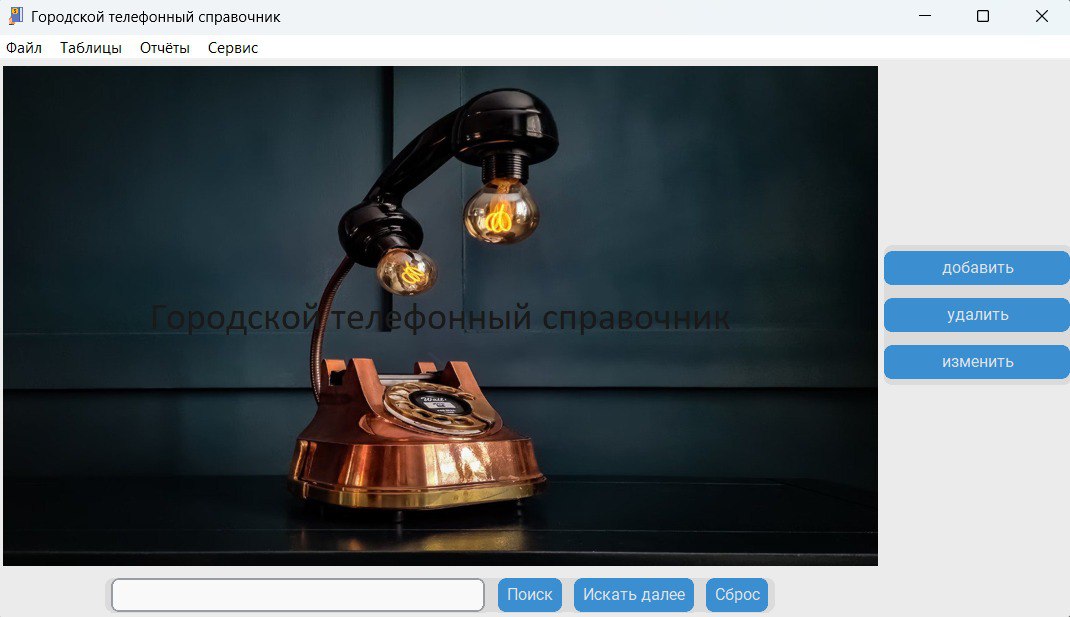 Городской телефонный справочник
Файл Таблицы Отчёты Сервис
Городской телефонный справочник
добавить
удалить
изменить
Поиск Искать далее Сброс